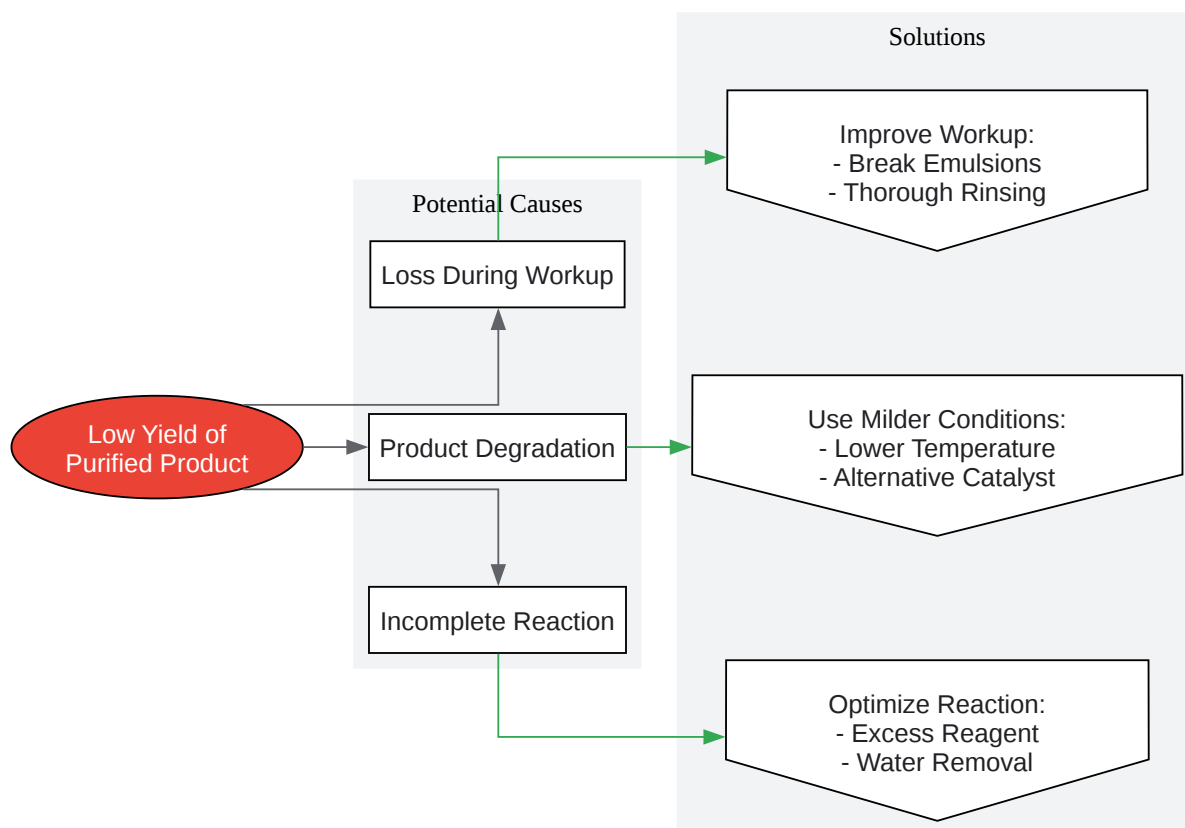 Solutions
Improve Workup:
- Break Emulsions
- Thorough Rinsing
Potential Causes
Loss During Workup
Low Yield of
Purified Product
Product Degradation
Use Milder Conditions:
- Lower Temperature
- Alternative Catalyst
Incomplete Reaction
Optimize Reaction:
- Excess Reagent
- Water Removal